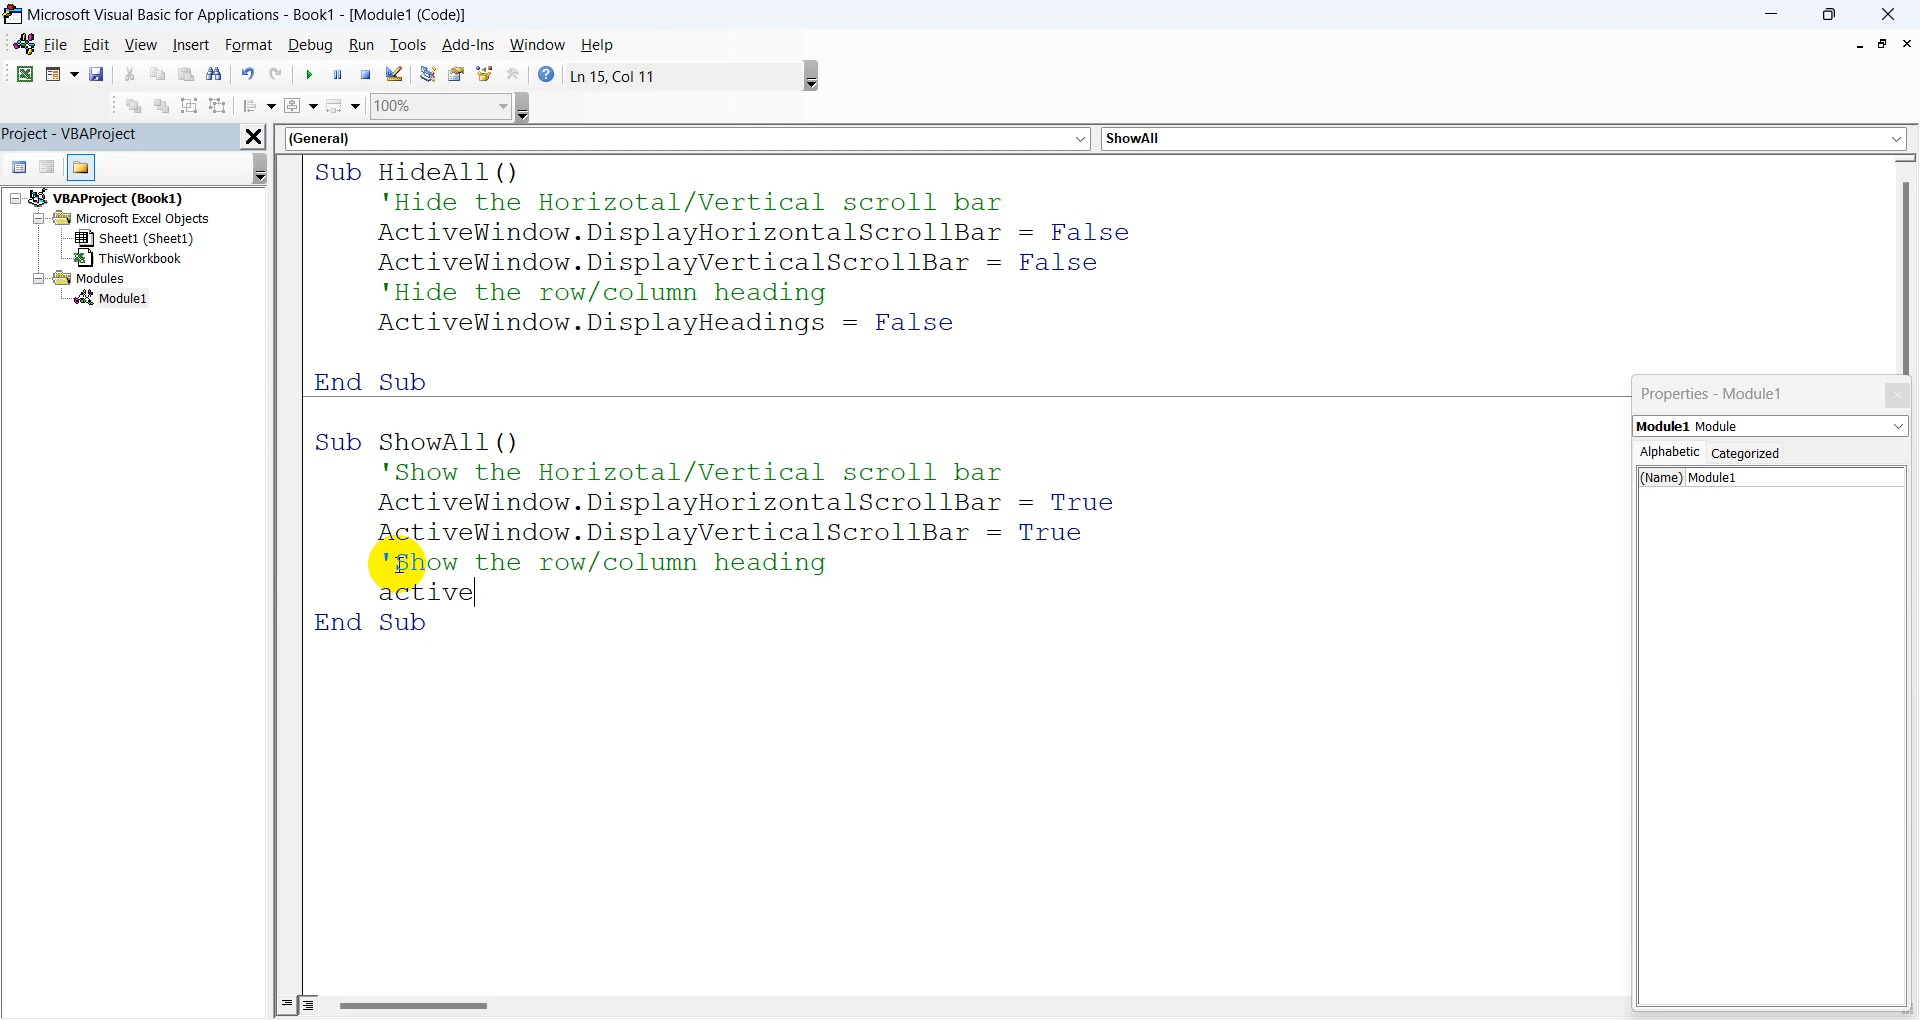 Microsoft Visual Basic for Applications - Book1 - [Module1 (Code)]
File Edit View Insert Format Debug Run Tools Add-Ins Window Help
Ln 15, Col 11
100%
Project - VBAProject
(General)
ShowAll
VBAProject (Book1)
Microsoft Excel Objects
Sheet1 (Sheet1)
ThisWorkbook
Modules
Module1
Sub HideAll()
'Hide the Horizotal/Vertical scroll bar
ActiveWindow.DisplayHorizontalScrollBar = False
ActiveWindow.DisplayVerticalScrollBar = False
'Hide the row/column heading
ActiveWindow.DisplayHeadings = False
End Sub
Sub ShowAll()
'Show the Horizotal/Vertical scroll bar
ActiveWindow.DisplayHorizontalScrollBar = True
ActiveWindow.DisplayVerticalScrollBar = True
'Show the row/column heading
active
End Sub
Properties - Module1
Module1 Module
Alphabetic Categorized
(Name) Module1